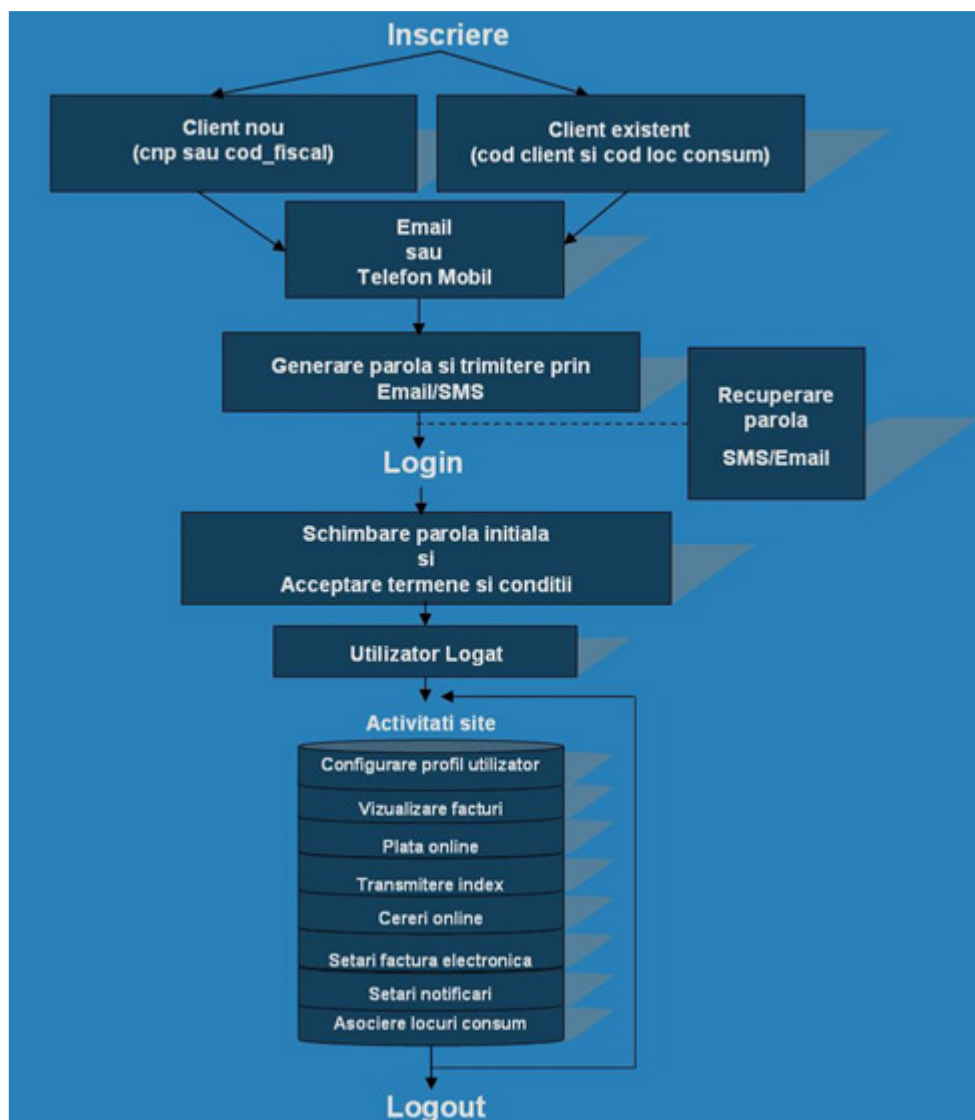 Inscriere
Client nou
(cnp sau cod_fiscal)
Client existent
(cod client si cod loc consum)
Email
sau
Telefon Mobil
Generare parola si trimitere prin
Email/SMS
Recuperare
parola
SMS/Email
Login
Schimbare parola initiala
si
Acceptare termene si conditii
Utilizator Logat
Activitati site
Configurare profil utilizator
Vizualizare facturi
Plata online
Transmitere index
Cereri online
Setari factura electronica
Setari notificari
Asociere locuri consum
Logout